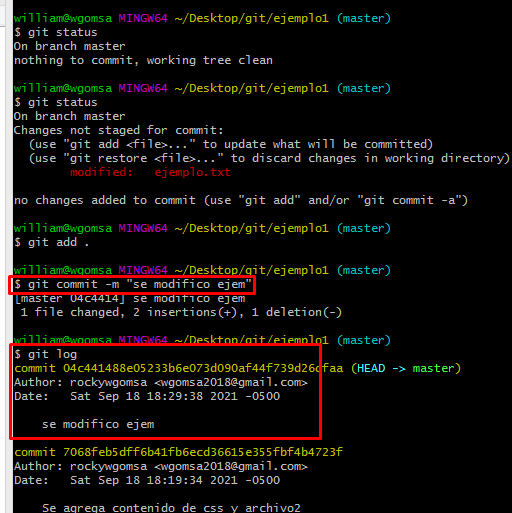 william@wgomsa MINGW64 ~/Desktop/git/ejemplo1 (master)
$ git status
On branch master
nothing to commit, working tree clean
william@wgomsa MINGW64 ~/Desktop/git/ejemplo1 (master)
$ git status
On branch master
Changes not staged for commit:
(use "git add <file>..." to update what will be committed)
(use "git restore <file>..." to discard changes in working directory)
modified: ejemplo.txt
no changes added to commit (use "git add" and/or "git commit -a")
william@wgomsa MINGW64 ~/Desktop/git/ejemplo1 (master)
$ git add .
william@wgomsa MINGW64 ~/Desktop/git/ejemplo1 (master)
$ git commit -m "se modifico ejem"
[master 04c4414] se modifico ejem
1 file changed, 2 insertions(+), 1 deletion(-)
william@wgomsa MINGW64 ~/Desktop/git/ejemplo1 (master)
$ git log
commit 04c441488e05233b6e073d090af44f739d26dfaa (HEAD -> master)
Author: rockywgomsa <wgomsa2018@gmail.com>
Date: Sat Sep 18 18:29:38 2021 -0500
se modifico ejem
commit 7068feb5dff6b41fb6ecd36615e355fbf4b4723f
Author: rockywgomsa <wgomsa2018@gmail.com>
Date: Sat Sep 18 18:19:34 2021 -0500
Se agrega contenido de css y archivo2